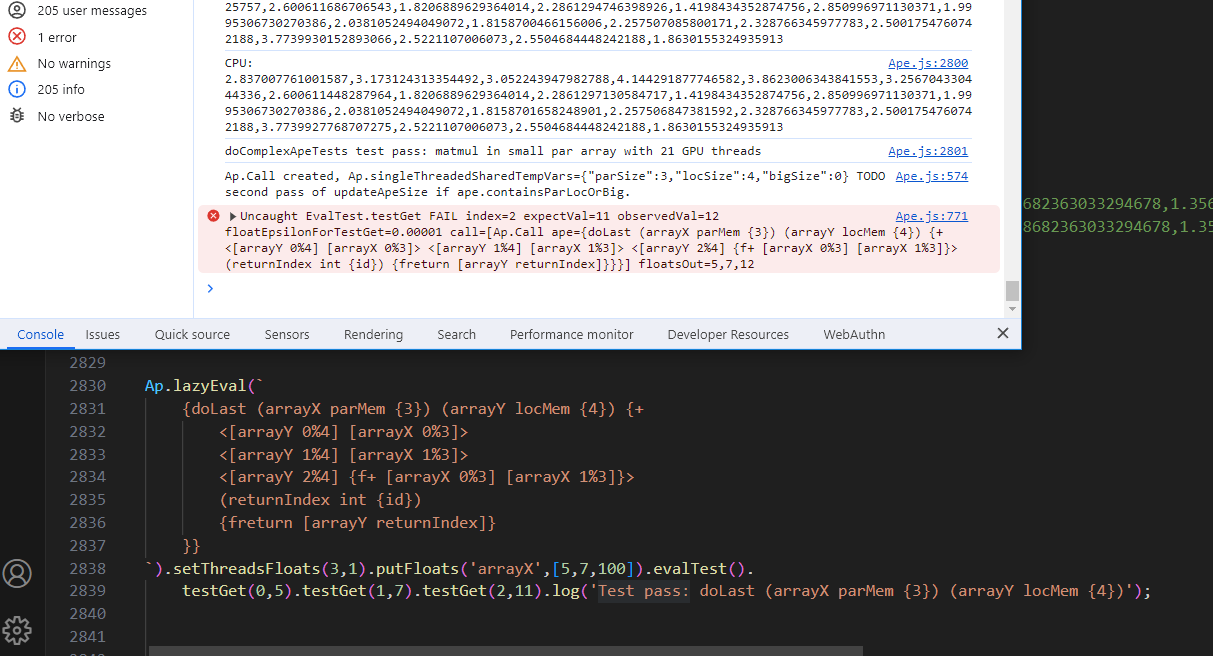 205 user messages
1 error
No warnings
205 info
No verbose
25757,2.600611686706543,1.8206889629364014,2.2861294746398926,1.4198434352874756,2.850996971130371,1.99
95306730270386,2.0381052494049072,1.8158700466156006,2.257507085800171,2.328766345977783,2.500175476074
2188,3.7739930152893066,2.5221107006073,2.5504684448242188,1.8630155324935913
CPU: Ape.js:2800
2.837007761001587,3.173124313354492,3.052243947982788,4.144291877746582,3.8623006343841553,3.2567043304
44336,2.600611448287964,1.8206889629364014,2.2861297130584717,1.4198434352874756,2.850996971130371,1.99
95306730270386,2.0381052494049072,1.8158701658248901,2.257506847381592,2.328766345977783,2.500175476074
2188,3.7739927768707275,2.5221107006073,2.5504684448242188,1.8630155324935913
doComplexApeTests test pass: matmul in small par array with 21 GPU threads Ape.js:2801
Ap.Call created, Ap.singleThreadedSharedTempVars={"parSize":3,"locSize":4,"bigSize":0} TODO Ape.js:574
second pass of updateApeSize if ape.containsParLocOrBig.
Uncaught EvalTest.testGet FAIL index=2 expectVal=11 observedVal=12 Ape.js:771
floatEpsilonForTestGet=0.00001 call=[Ap.Call ape={doLast (arrayX parMem {3}) (arrayY locMem {4}) {+
<[arrayY 0%4] [arrayX 0%3]> <[arrayY 1%4] [arrayX 1%3]> <[arrayY 2%4] {f+ [arrayX 0%3] [arrayX 1%3]}>
(returnIndex int {id}) {freturn [arrayY returnIndex]}}}] floatsOut=5,7,12
>
682363033294678,1.356
8682363033294678,1.35
Console Issues Quick source Sensors Rendering Search Performance monitor Developer Resources WebAuthn
2829
2830 Ap.lazyEval(`
2831 {doLast (arrayX parMem {3}) (arrayY locMem {4}) {+
2832 <[arrayY 0%4] [arrayX 0%3]>
2833 <[arrayY 1%4] [arrayX 1%3]>
2834 <[arrayY 2%4] {f+ [arrayX 0%3] [arrayX 1%3]}>
2835 (returnIndex int {id})
2836 {freturn [arrayY returnIndex]}
2837 }}
2838 `).setThreadsFloats(3,1).putFloats('arrayX',[5,7,100]).evalTest().
2839 testGet(0,5).testGet(1,7).testGet(2,11).log('Test pass: doLast (arrayX parMem {3}) (arrayY locMem {4})');
2840
2841